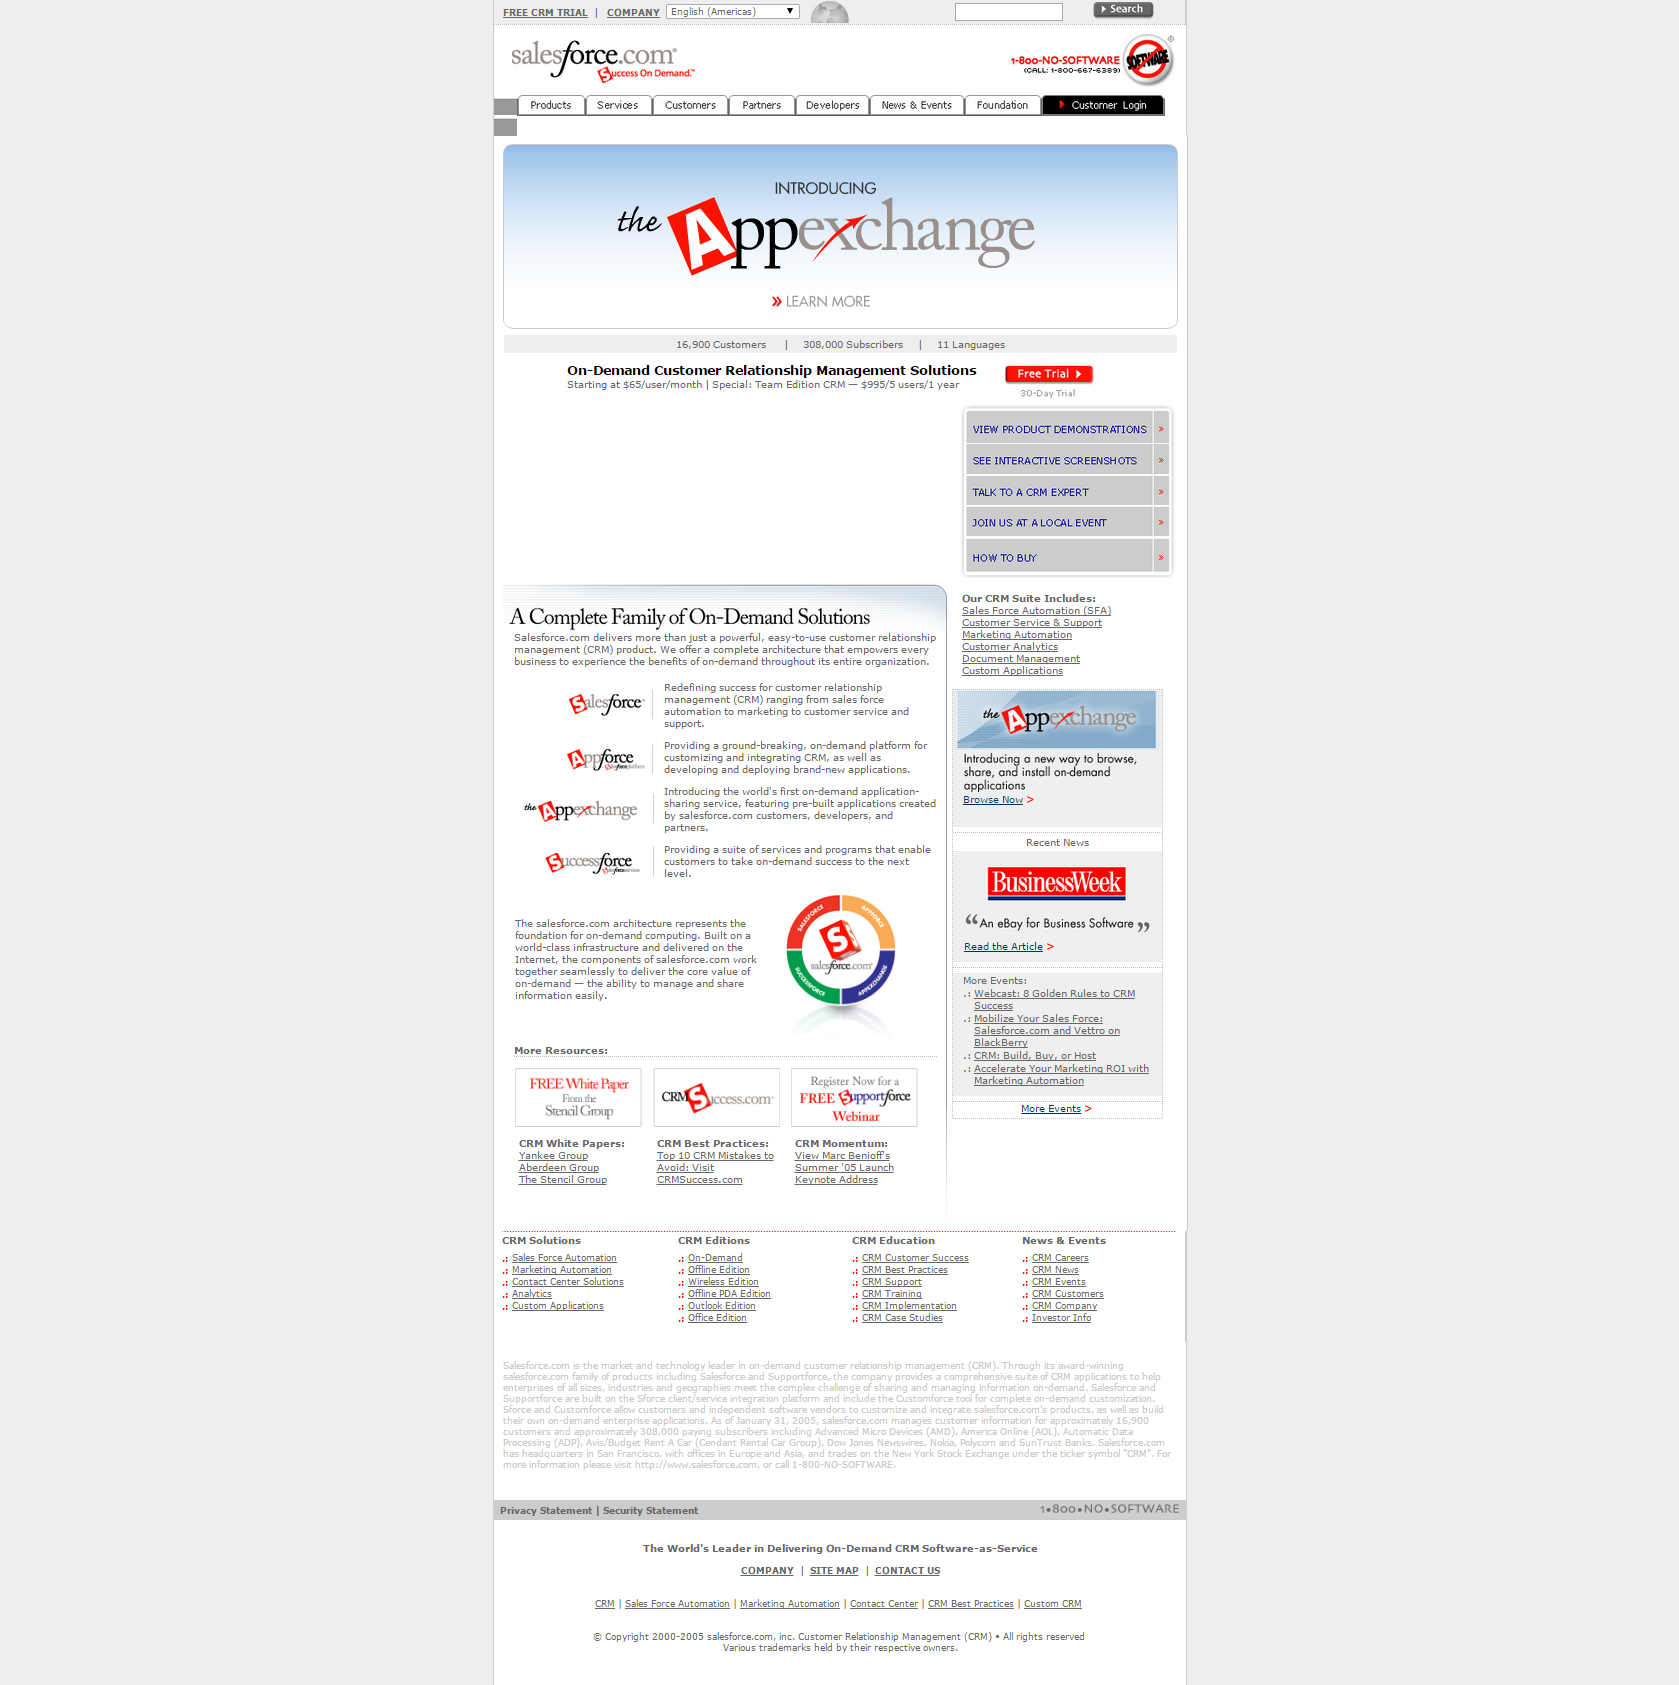 FREE CRM TRIAL | COMPANY English (Americas) Search
salesforce.com®
Success On Demand.™
1-800-NO-SOFTWARE
(CALL: 1-800-667-6389)
SOFTWARE ®
Products Services Customers Partners Developers News & Events Foundation Customer Login
INTRODUCING
the Appexchange
» LEARN MORE
16,900 Customers | 308,000 Subscribers | 11 Languages
On-Demand Customer Relationship Management Solutions
Starting at $65/user/month | Special: Team Edition CRM — $995/5 users/1 year
Free Trial
30-Day Trial
VIEW PRODUCT DEMONSTRATIONS »
SEE INTERACTIVE SCREENSHOTS »
TALK TO A CRM EXPERT »
JOIN US AT A LOCAL EVENT »
HOW TO BUY »
A Complete Family of On-Demand Solutions
Salesforce.com delivers more than just a powerful, easy-to-use customer relationship
management (CRM) product. We offer a complete architecture that empowers every
business to experience the benefits of on-demand throughout its entire organization.
Salesforce
Redefining success for customer relationship
management (CRM) ranging from sales force
automation to marketing to customer service and
support.
Appforce
Providing a ground-breaking, on-demand platform for
customizing and integrating CRM, as well as
developing and deploying brand-new applications.
the Appexchange
Introducing the world's first on-demand application-
sharing service, featuring pre-built applications created
by salesforce.com customers, developers, and
partners.
Successforce
Providing a suite of services and programs that enable
customers to take on-demand success to the next
level.
The salesforce.com architecture represents the
foundation for on-demand computing. Built on a
world-class infrastructure and delivered on the
Internet, the components of salesforce.com work
together seamlessly to deliver the core value of
on-demand — the ability to manage and share
information easily.
SALESFORCE
APPFORCE
S
salesforce.com
SUCCESSFORCE
APPEXCHANGE
More Resources:
FREE White Paper
From the
Stencil Group
CRMSuccess.com™
Register Now for a
FREE Supportforce
Webinar
CRM White Papers:
Yankee Group
Aberdeen Group
The Stencil Group
CRM Best Practices:
Top 10 CRM Mistakes to
Avoid: Visit
CRMSuccess.com
CRM Momentum:
View Marc Benioff's
Summer '05 Launch
Keynote Address
Our CRM Suite Includes:
Sales Force Automation (SFA)
Customer Service & Support
Marketing Automation
Customer Analytics
Document Management
Custom Applications
the Appexchange
Introducing a new way to browse,
share, and install on-demand
applications
Browse Now >
Recent News
BusinessWeek
“An eBay for Business Software”
Read the Article >
More Events:
.: Webcast: 8 Golden Rules to CRM
Success
.: Mobilize Your Sales Force:
Salesforce.com and Vettro on
BlackBerry
.: CRM: Build, Buy, or Host
.: Accelerate Your Marketing ROI with
Marketing Automation
More Events >
CRM Solutions
.: Sales Force Automation
.: Marketing Automation
.: Contact Center Solutions
.: Analytics
.: Custom Applications
CRM Editions
.: On-Demand
.: Offline Edition
.: Wireless Edition
.: Offline PDA Edition
.: Outlook Edition
.: Office Edition
CRM Education
.: CRM Customer Success
.: CRM Best Practices
.: CRM Support
.: CRM Training
.: CRM Implementation
.: CRM Case Studies
News & Events
.: CRM Careers
.: CRM News
.: CRM Events
.: CRM Customers
.: CRM Company
.: Investor Info
Salesforce.com is the market and technology leader in on-demand customer relationship management (CRM). Through its award-winning
salesforce.com family of products including Salesforce and Supportforce, the company provides a comprehensive suite of CRM applications to help
enterprises of all sizes, industries and geographies meet the complex challenge of sharing and managing information on-demand. Salesforce and
Supportforce are built on the Sforce client/service integration platform and include the Customforce tool for complete on-demand customization.
Sforce and Customforce allow customers and independent software vendors to customize and integrate salesforce.com's products, as well as build
their own on-demand enterprise applications. As of January 31, 2005, salesforce.com manages customer information for approximately 16,900
customers and approximately 308,000 paying subscribers including Advanced Micro Devices (AMD), America Online (AOL), Automatic Data
Processing (ADP), Avis/Budget Rent A Car (Cendant Rental Car Group), Dow Jones Newswires, Nokia, Polycom and SunTrust Banks. Salesforce.com
has headquarters in San Francisco, with offices in Europe and Asia, and trades on the New York Stock Exchange under the ticker symbol "CRM". For
more information please visit http://www.salesforce.com, or call 1-800-NO-SOFTWARE.
Privacy Statement | Security Statement 1•800•NO•SOFTWARE
The World's Leader in Delivering On-Demand CRM Software-as-Service
COMPANY | SITE MAP | CONTACT US
CRM | Sales Force Automation | Marketing Automation | Contact Center | CRM Best Practices | Custom CRM
© Copyright 2000-2005 salesforce.com, inc. Customer Relationship Management (CRM) • All rights reserved
Various trademarks held by their respective owners.